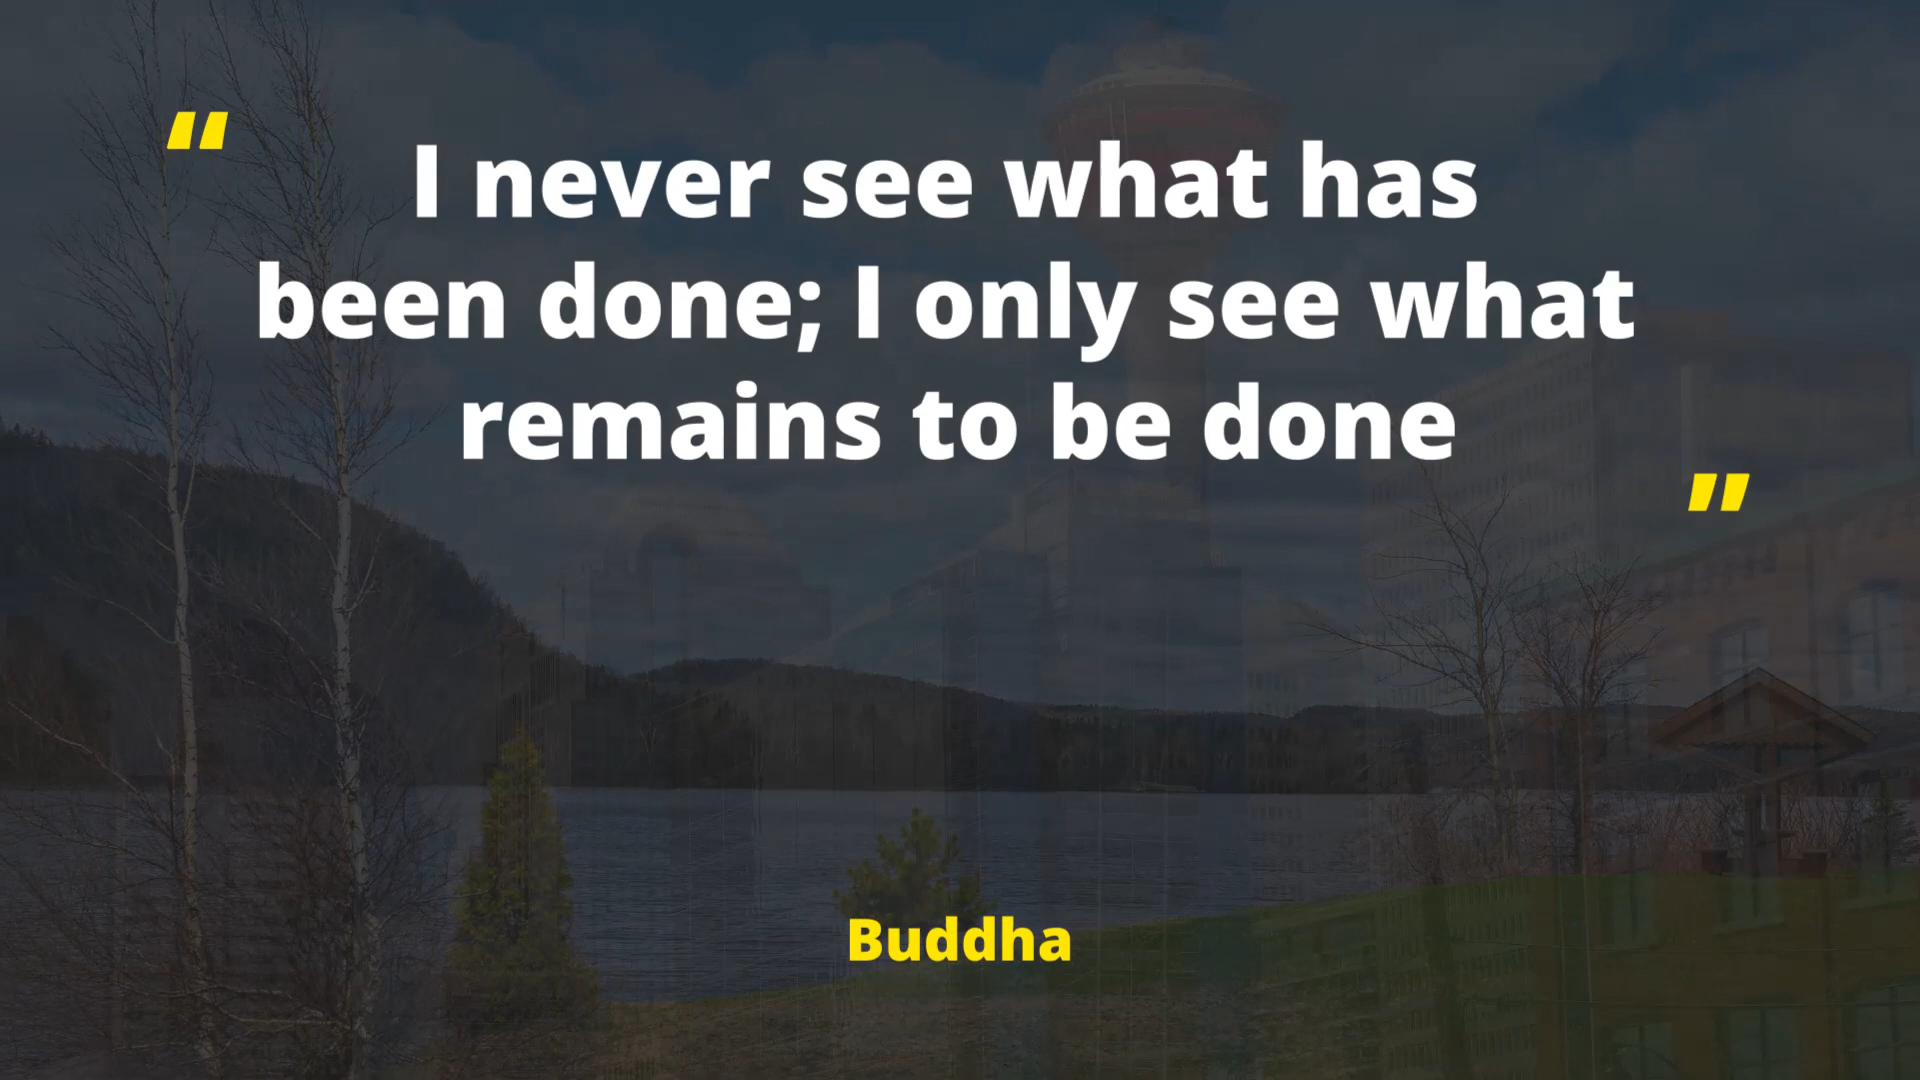 "
I never see what has
been done; I only see what
remains to be done
"
Buddha